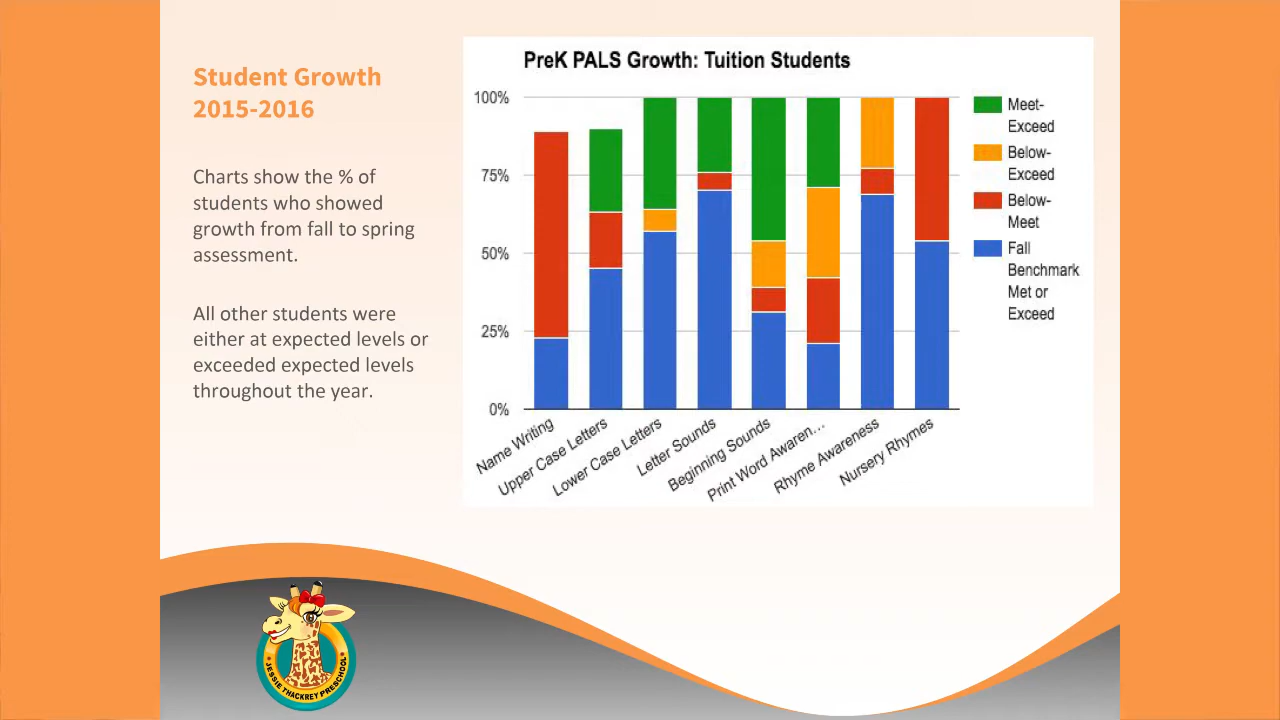 Student Growth
2015-2016
Charts show the % of
students who showed
growth from fall to spring
assessment.
All other students were
either at expected levels or
exceeded expected levels
throughout the year.
PreK PALS Growth: Tuition Students
100%
75%
50%
25%
0%
Name Writing
Upper Case Letters
Lower Case Letters
Letter Sounds
Beginning Sounds
Print Word Awaren...
Rhyme Awareness
Nursery Rhymes
Meet-
Exceed
Below-
Exceed
Below-
Meet
Fall
Benchmark
Met or
Exceed
JESSIE THACKREY PRESCHOOL